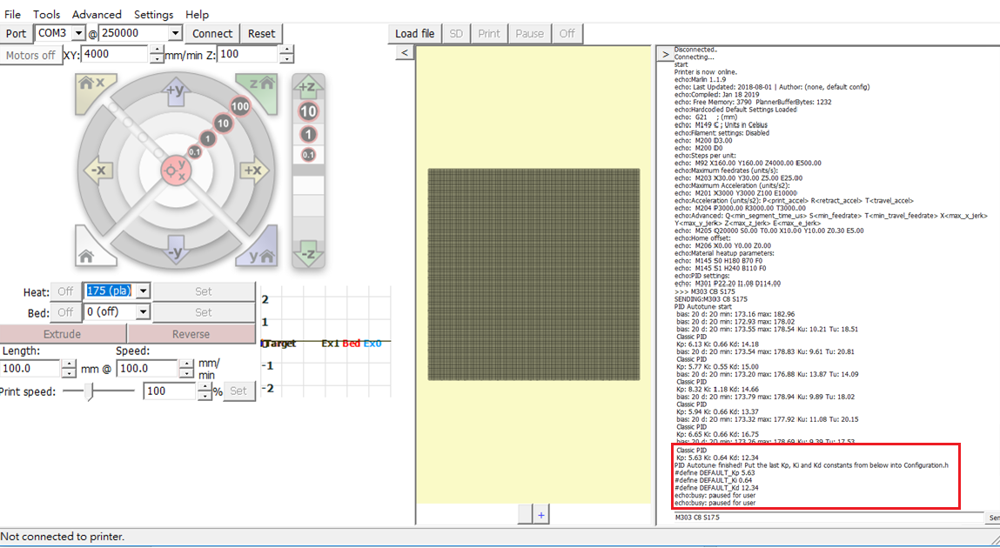 File Tools Advanced Settings Help
Port COM3 @ 250000 Connect Reset Load file SD Print Pause Off
Motors off XY: 4000 mm/min Z: 100 < >
x +y z +z
100
10 10
1 1
0.1 0.1
-x y x +x
-y y -z
Heat: Off 175 (pla) Set
Bed: Off 0 (off) Set
Extrude Reverse
Length: Speed:
100.0 mm @ 100.0 mm/
min
Print speed: 100 % Set
2
1
0 Target Ex1 Bed Ex0
-1
-2
+
Disconnected.
Connecting...
start
Printer is now online.
echo:Marlin 1.1.9
echo: Last Updated: 2018-08-01 | Author: (none, default config)
echo:Compiled: Jan 18 2019
echo: Free Memory: 3790 PlannerBufferBytes: 1232
echo:Hardcoded Default Settings Loaded
echo: G21 ; (mm)
echo: M149 C ; Units in Celsius
echo:Filament settings: Disabled
echo: M200 D3.00
echo: M200 D0
echo:Steps per unit:
echo: M92 X160.00 Y160.00 Z4000.00 E500.00
echo:Maximum feedrates (units/s):
echo: M203 X30.00 Y30.00 Z5.00 E25.00
echo:Maximum Acceleration (units/s2):
echo: M201 X3000 Y3000 Z100 E10000
echo:Acceleration (units/s2): P<print_accel> R<retract_accel> T<travel_accel>
echo: M204 P3000.00 R3000.00 T3000.00
echo:Advanced: Q<min_segment_time_us> S<min_feedrate> T<min_travel_feedrate> X<max_x_jerk>
Y<max_y_jerk> Z<max_z_jerk> E<max_e_jerk>
echo: M205 Q20000 S0.00 T0.00 X10.00 Y10.00 Z0.30 E5.00
echo:Home offset:
echo: M206 X0.00 Y0.00 Z0.00
echo:Material heatup parameters:
echo: M145 S0 H180 B70 F0
echo: M145 S1 H240 B110 F0
echo:PID settings:
echo: M301 P22.20 I1.08 D114.00
>>> M303 C8 S175
SENDING:M303 C8 S175
PID Autotune start
bias: 20 d: 20 min: 173.16 max: 182.96
bias: 20 d: 20 min: 172.93 max: 178.02
bias: 20 d: 20 min: 173.55 max: 178.54 Ku: 10.21 Tu: 18.51
Classic PID
Kp: 6.13 Ki: 0.66 Kd: 14.18
bias: 20 d: 20 min: 173.54 max: 178.83 Ku: 9.61 Tu: 20.81
Classic PID
Kp: 5.77 Ki: 0.55 Kd: 15.00
bias: 20 d: 20 min: 173.20 max: 176.88 Ku: 13.87 Tu: 14.09
Classic PID
Kp: 8.32 Ki: 1.18 Kd: 14.66
bias: 20 d: 20 min: 173.79 max: 178.94 Ku: 9.89 Tu: 18.02
Classic PID
Kp: 5.94 Ki: 0.66 Kd: 13.37
bias: 20 d: 20 min: 173.32 max: 177.92 Ku: 11.08 Tu: 20.15
Classic PID
Kp: 6.65 Ki: 0.66 Kd: 16.75
bias: 20 d: 20 min: 173.26 max: 178.69 Ku: 9.39 Tu: 17.53
Classic PID
Kp: 5.63 Ki: 0.64 Kd: 12.34
PID Autotune finished! Put the last Kp, Ki and Kd constants from below into Configuration.h
#define DEFAULT_Kp 5.63
#define DEFAULT_Ki 0.64
#define DEFAULT_Kd 12.34
echo:busy: paused for user
echo:busy: paused for user
M303 C8 S175 Sen
Not connected to printer.